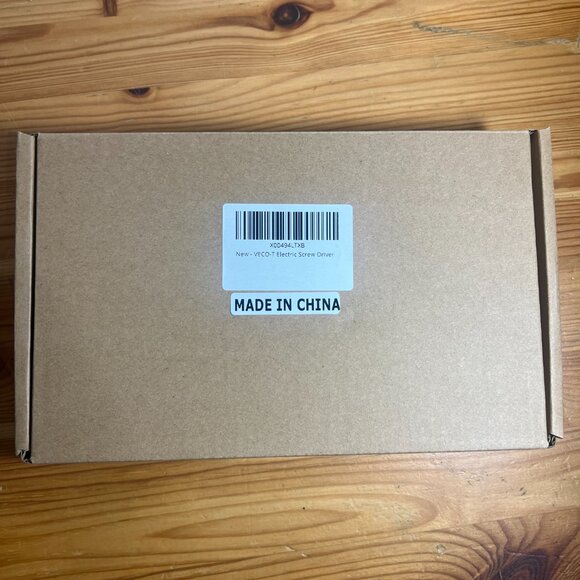 X00494LTXB
New - VECO-T Electric Screw Driver
MADE IN CHINA